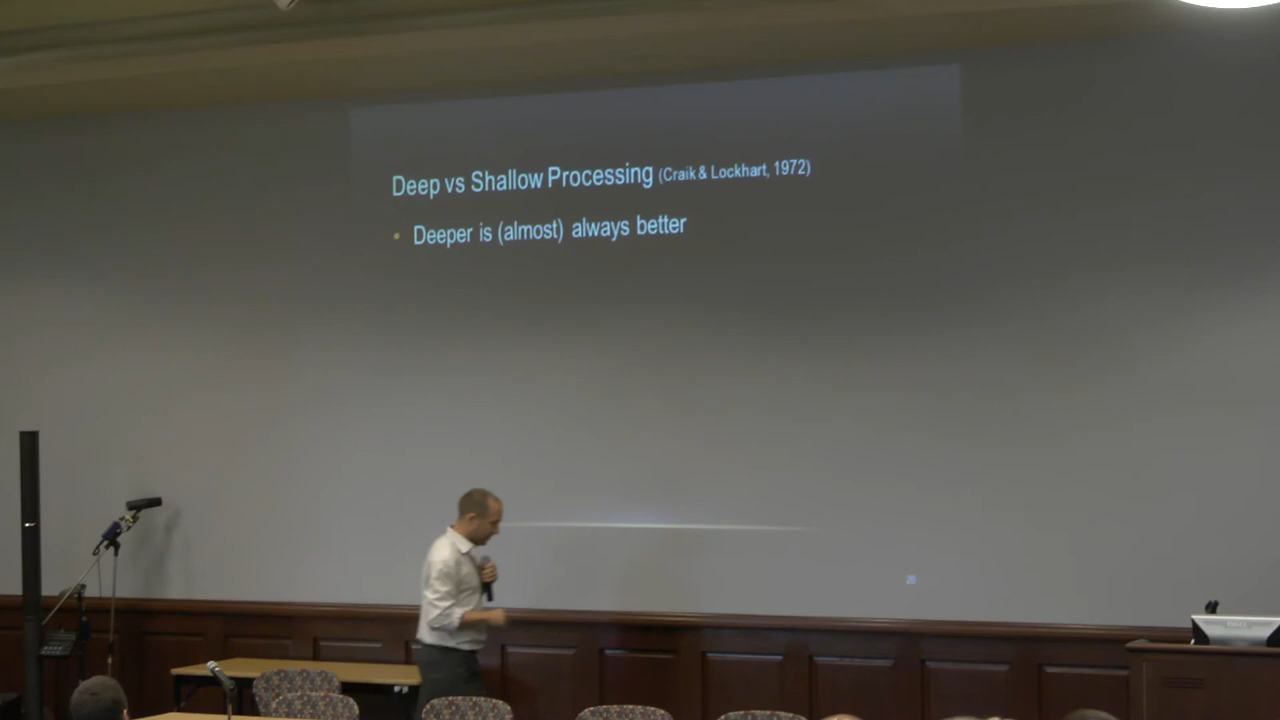 Deep vs Shallow Processing (Craik & Lockhart, 1972)
• Deeper is (almost) always better